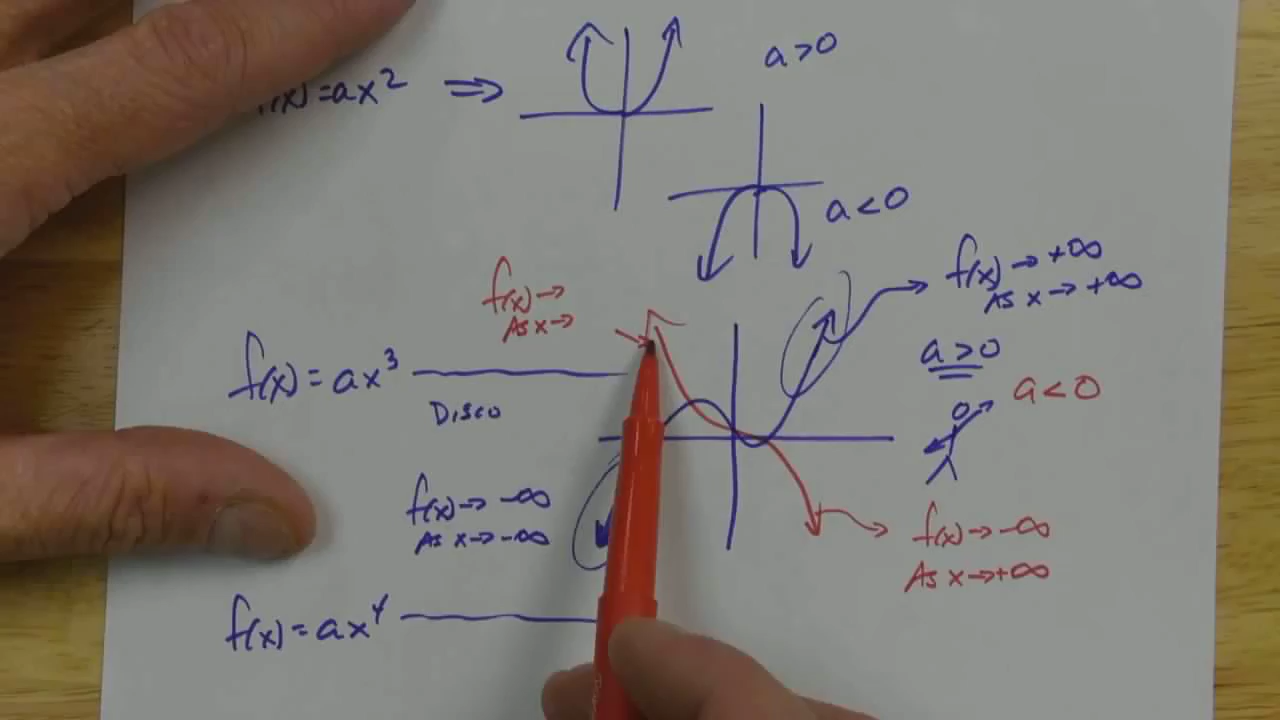 f(x)=ax² ⇒
a>0
a<0
f(x)→+∞
As x→+∞
f(x)→
As x→
f(x)=ax³
Disco
a>0
a<0
f(x)→-∞
As x→-∞
f(x)→-∞
As x→+∞
f(x)=ax⁴